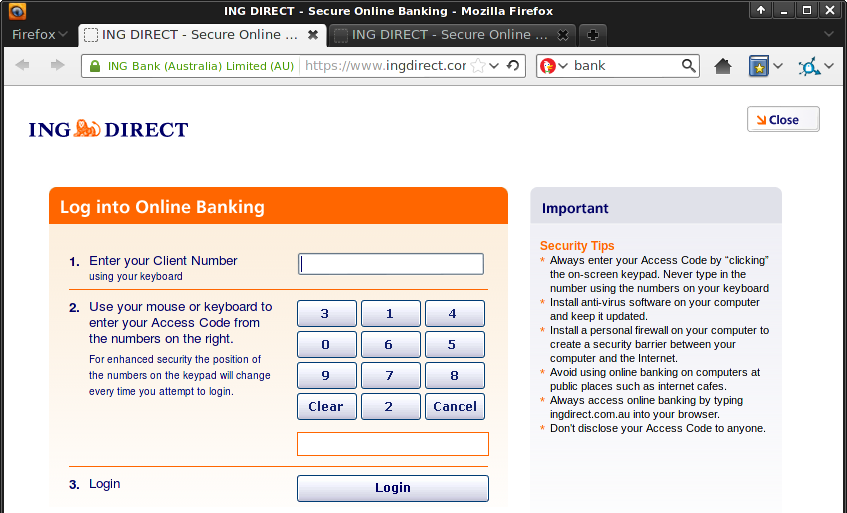 ING DIRECT - Secure Online Banking - Mozilla Firefox
Firefox
ING DIRECT - Secure Online ...
ING DIRECT - Secure Online ...
ING Bank (Australia) Limited (AU)
https://www.ingdirect.cor
bank
ING DIRECT
Close
Log into Online Banking
1. Enter your Client Number
using your keyboard
2. Use your mouse or keyboard to
enter your Access Code from
the numbers on the right.
For enhanced security the position of
the numbers on the keypad will change
every time you attempt to login.
3 1 4
0 6 5
9 7 8
Clear 2 Cancel
3. Login
Login
Important
Security Tips
* Always enter your Access Code by “clicking”
the on-screen keypad. Never type in the
number using the numbers on your keyboard
* Install anti-virus software on your computer
and keep it updated.
* Install a personal firewall on your computer to
create a security barrier between your
computer and the Internet.
* Avoid using online banking on computers at
public places such as internet cafes.
* Always access online banking by typing
ingdirect.com.au into your browser.
* Don't disclose your Access Code to anyone.